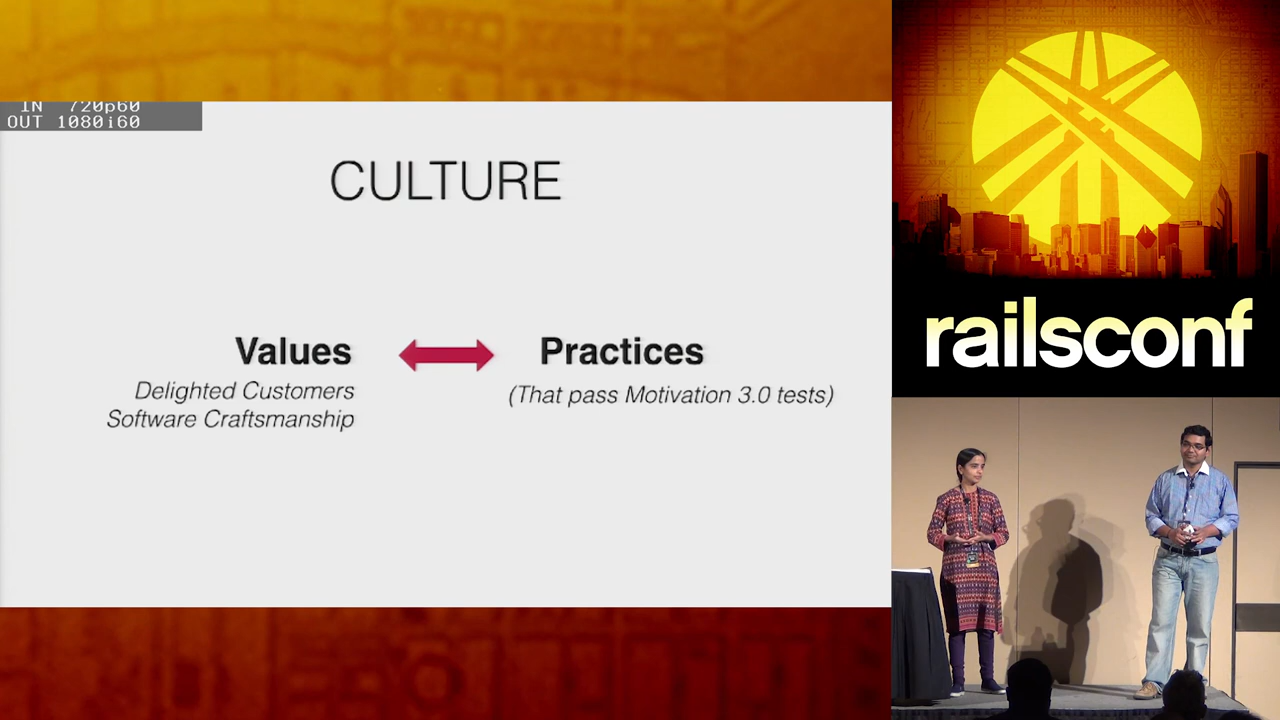 IN 720p60
OUT 1080i60
CULTURE
Values
Delighted Customers
Software Craftsmanship
Practices
(That pass Motivation 3.0 tests)
railsconf